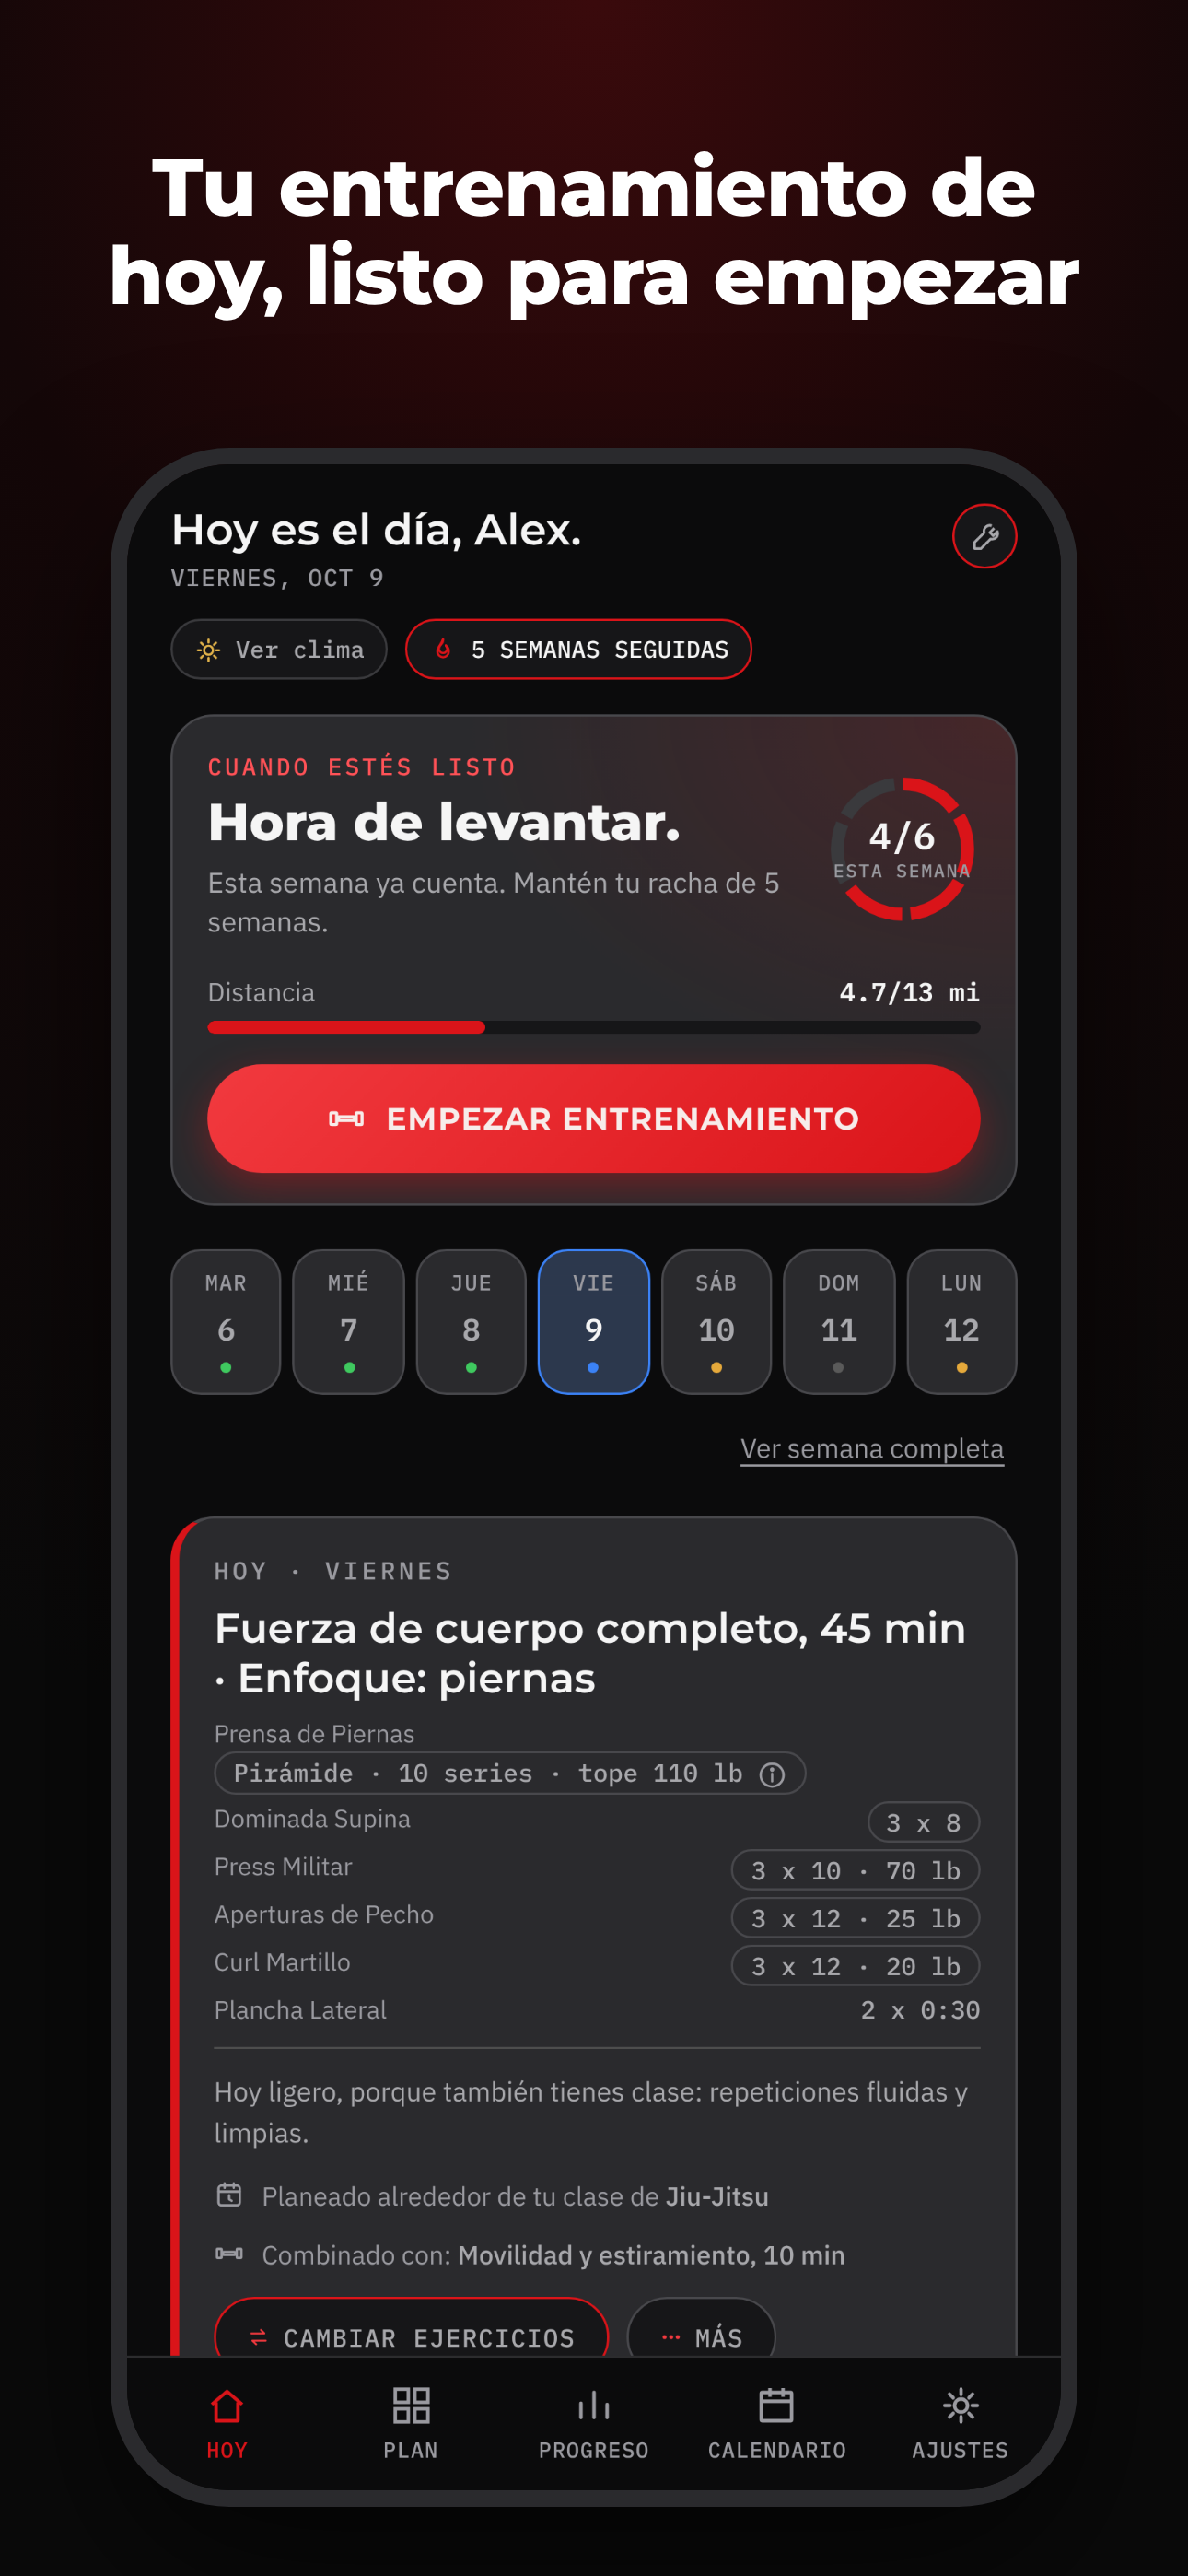 Tu entrenamiento de
hoy, listo para empezar
Hoy es el día, Alex.
VIERNES, OCT 9
Ver clima
5 SEMANAS SEGUIDAS
CUANDO ESTÉS LISTO
Hora de levantar.
Esta semana ya cuenta. Mantén tu racha de 5
semanas.
4/6
ESTA SEMANA
Distancia 4.7/13 mi
EMPEZAR ENTRENAMIENTO
MAR MIÉ JUE VIE SÁB DOM LUN
6 7 8 9 10 11 12
Ver semana completa
HOY · VIERNES
Fuerza de cuerpo completo, 45 min
· Enfoque: piernas
Prensa de Piernas
Pirámide · 10 series · tope 110 lb
Dominada Supina 3 x 8
Press Militar 3 x 10 · 70 lb
Aperturas de Pecho 3 x 12 · 25 lb
Curl Martillo 3 x 12 · 20 lb
Plancha Lateral 2 x 0:30
Hoy ligero, porque también tienes clase: repeticiones fluidas y
limpias.
Planeado alrededor de tu clase de Jiu-Jitsu
Combinado con: Movilidad y estiramiento, 10 min
CAMBIAR EJERCICIOS
MÁS
HOY PLAN PROGRESO CALENDARIO AJUSTES